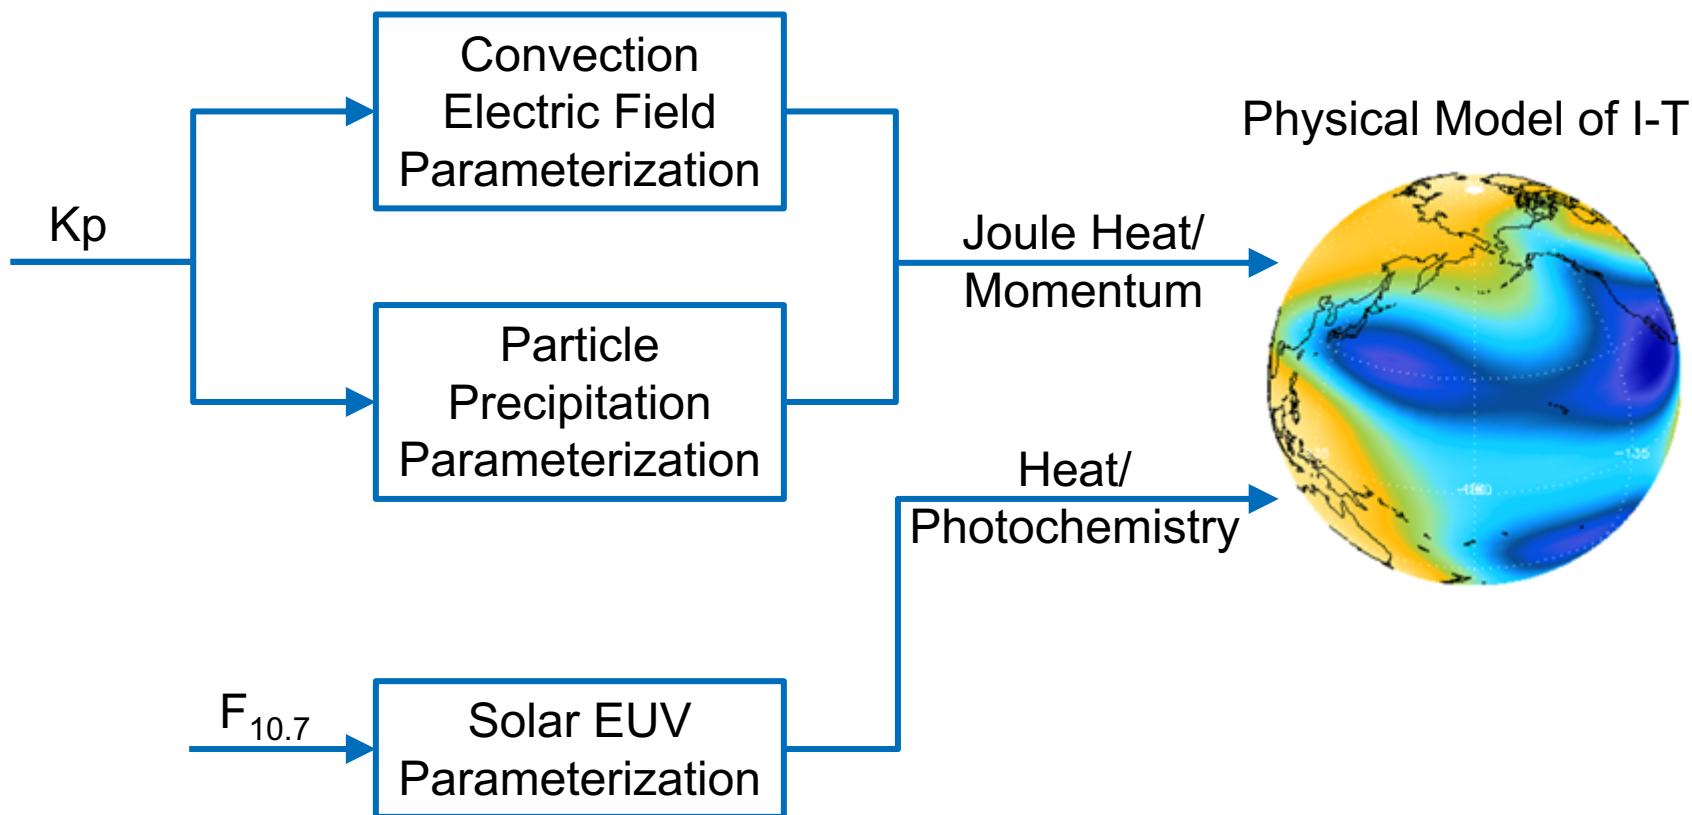 Convection
Electric Field
Parameterization
Physical Model of I-T
Kp
Joule Heat/
Momentum
Particle
Precipitation
Parameterization
Heat/
Photochemistry
-135
F10.7
Solar EUV
Parameterization